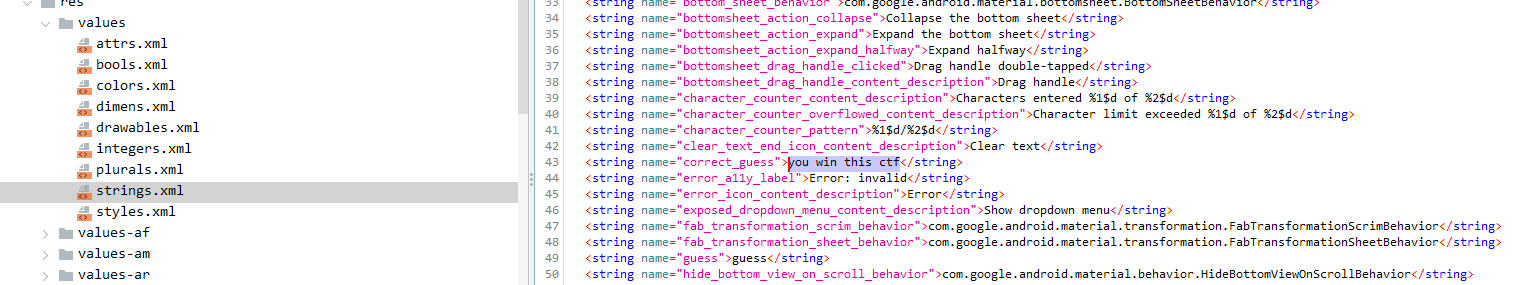 res
values
attrs.xml
bools.xml
colors.xml
dimens.xml
drawables.xml
integers.xml
plurals.xml
strings.xml
styles.xml
values-af
values-am
values-ar
33 <string name="bottom_sheet_behavior">com.google.android.material.bottomsheet.BottomSheetBehavior</string>
34 <string name="bottomsheet_action_collapse">Collapse the bottom sheet</string>
35 <string name="bottomsheet_action_expand">Expand the bottom sheet</string>
36 <string name="bottomsheet_action_expand_halfway">Expand halfway</string>
37 <string name="bottomsheet_drag_handle_clicked">Drag handle double-tapped</string>
38 <string name="bottomsheet_drag_handle_content_description">Drag handle</string>
39 <string name="character_counter_content_description">Characters entered %1$d of %2$d</string>
40 <string name="character_counter_overflowed_content_description">Character limit exceeded %1$d of %2$d</string>
41 <string name="character_counter_pattern">%1$d/%2$d</string>
42 <string name="clear_text_end_icon_content_description">Clear text</string>
43 <string name="correct_guess">you win this ctf</string>
44 <string name="error_a11y_label">Error: invalid</string>
45 <string name="error_icon_content_description">Error</string>
46 <string name="exposed_dropdown_menu_content_description">Show dropdown menu</string>
47 <string name="fab_transformation_scrim_behavior">com.google.android.material.transformation.FabTransformationScrimBehavior</string>
48 <string name="fab_transformation_sheet_behavior">com.google.android.material.transformation.FabTransformationSheetBehavior</string>
49 <string name="guess">guess</string>
50 <string name="hide_bottom_view_on_scroll_behavior">com.google.android.material.behavior.HideBottomViewOnScrollBehavior</string>